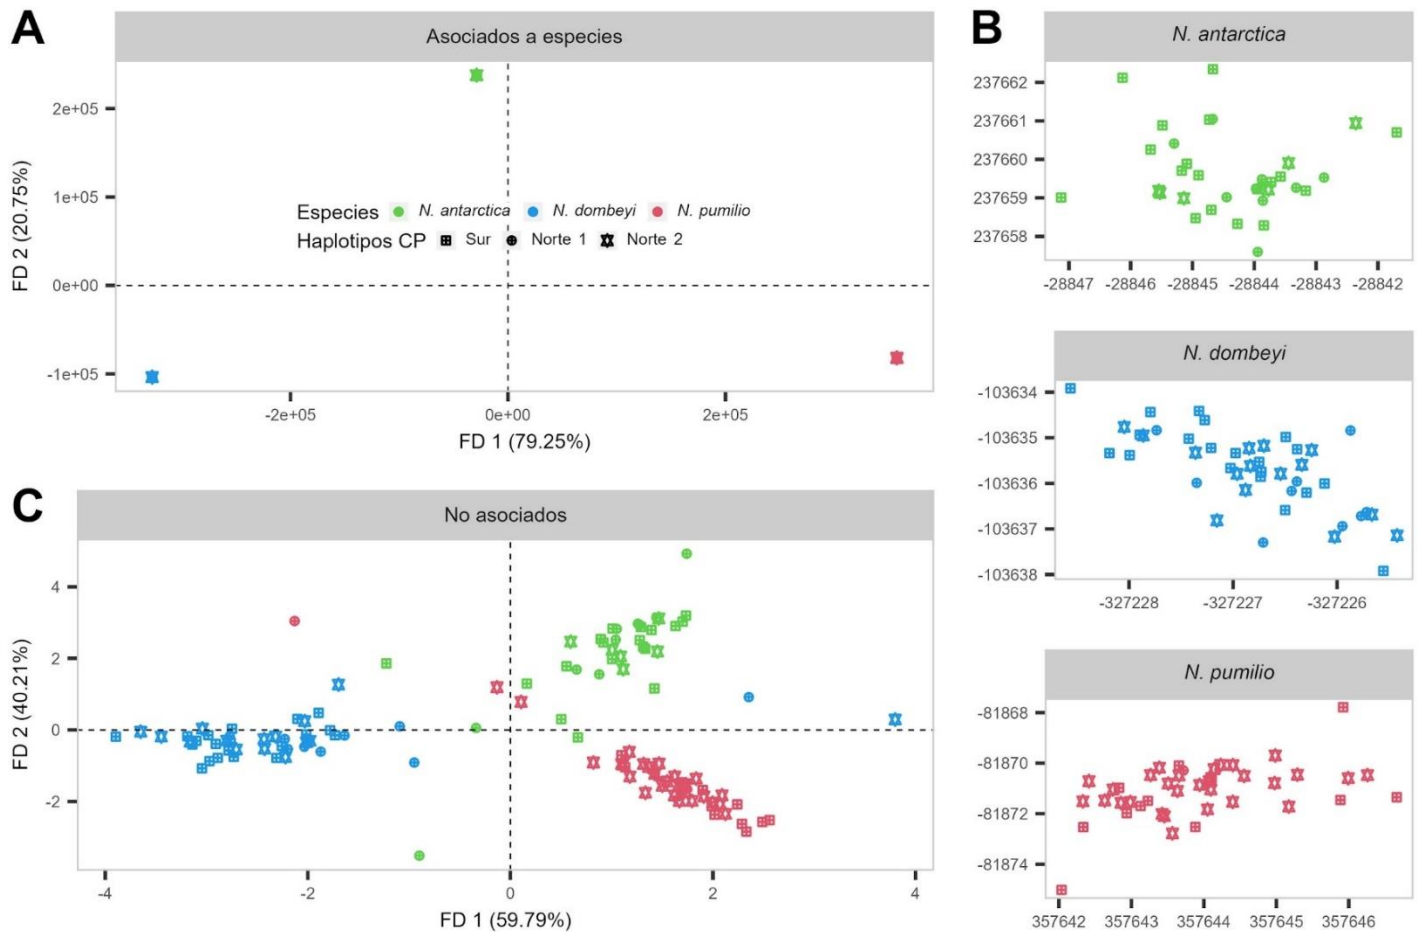 A
Asociados a especies
2e+05
1e+05
0e+00
-1e+05
FD 2 (20.75%)
Especies N. antarctica N. dombeyi N. pumilio
Haplotipos CP Sur Norte 1 Norte 2
-2e+05 0e+00 2e+05
FD 1 (79.25%)
B
N. antarctica
237662
237661
237660
237659
237658
-28847 -28846 -28845 -28844 -28843 -28842
N. dombeyi
-103634
-103635
-103636
-103637
-103638
-327228 -327227 -327226
N. pumilio
-81868
-81870
-81872
-81874
357642 357643 357644 357645 357646
C
No asociados
4
2
0
-2
FD 2 (40.21%)
-4 -2 0 2 4
FD 1 (59.79%)